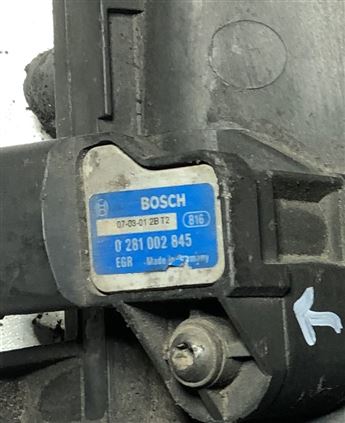 BOSCH
07-03-01 2B T2 816
0 281 002 845
EGR Made in Germany